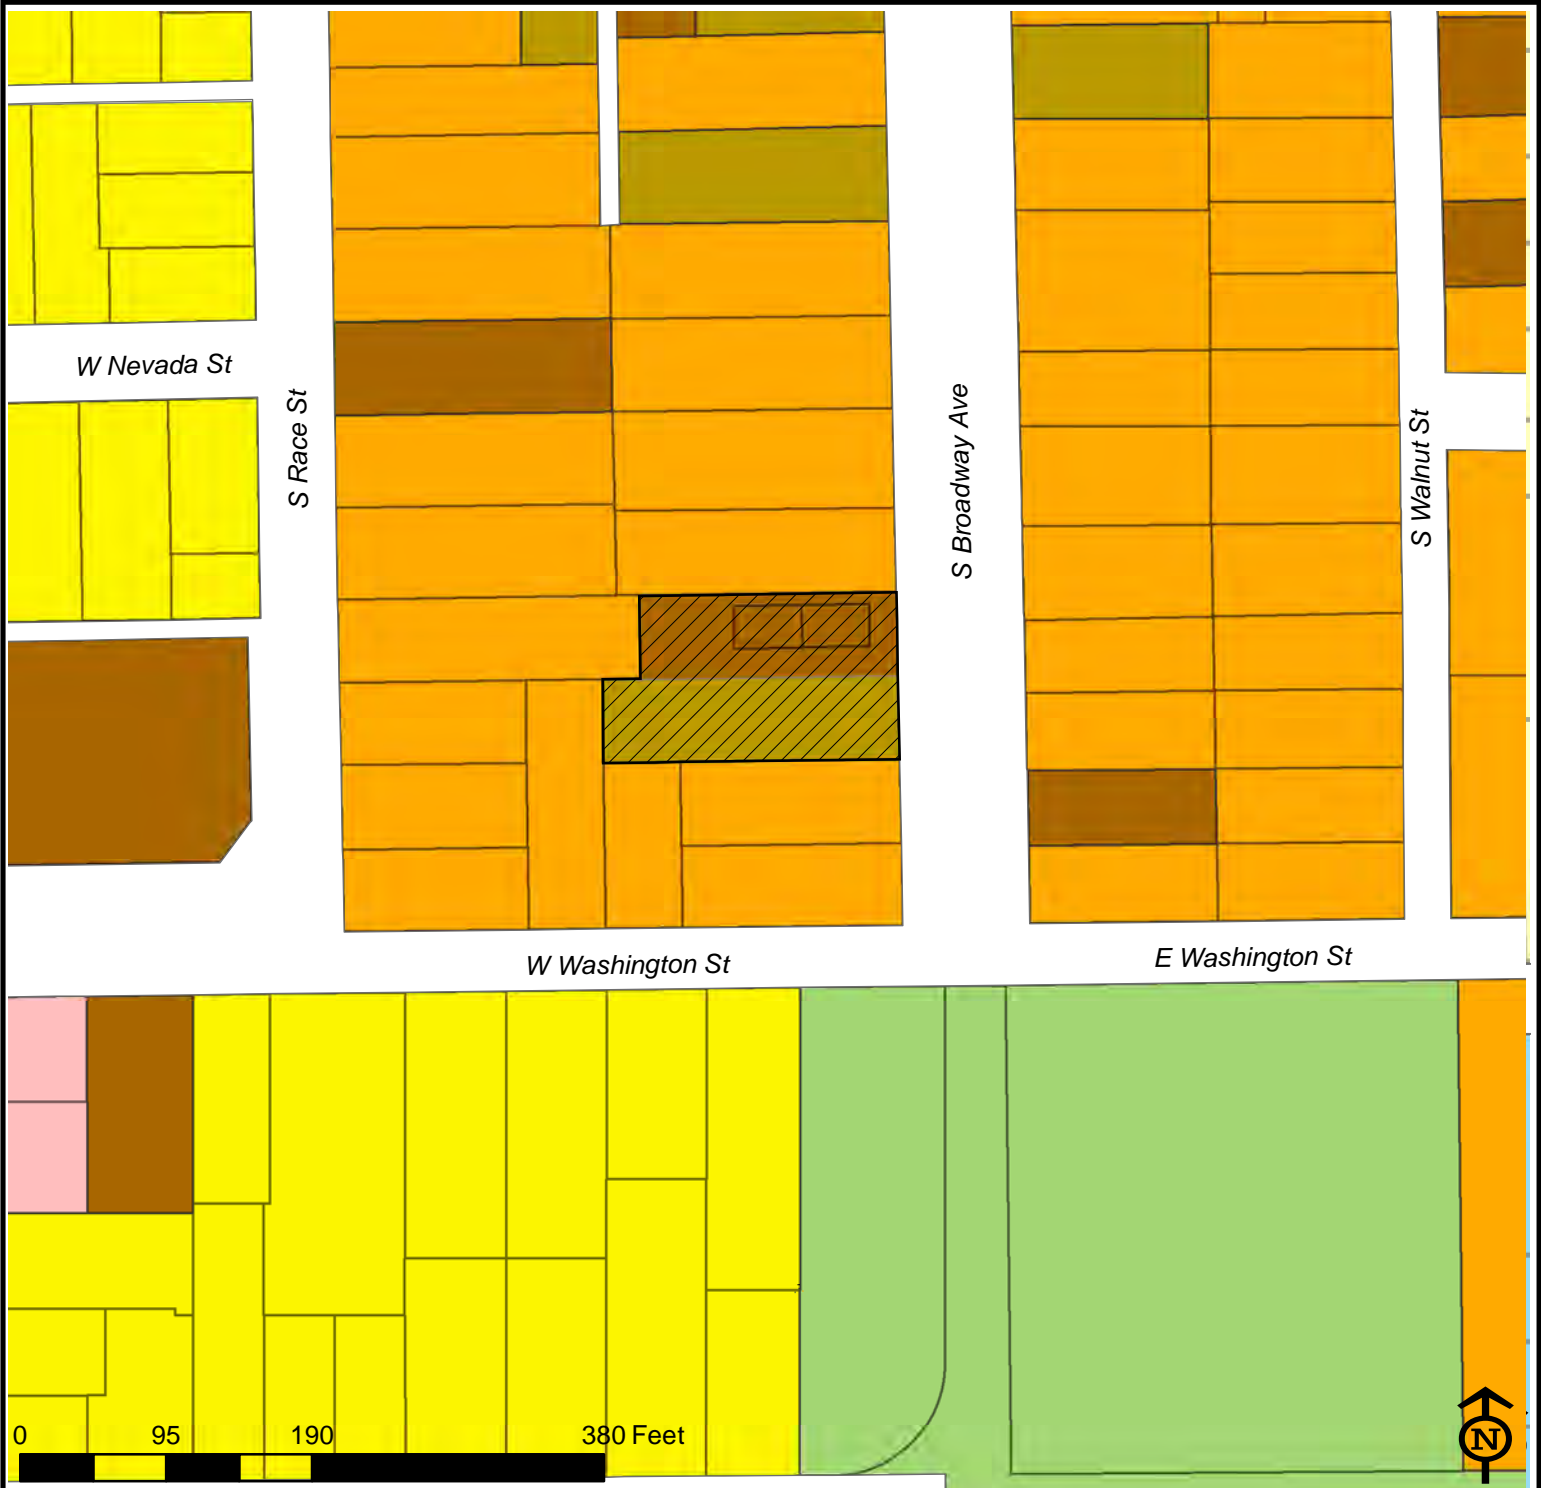 W Nevada St
S Race St
S Broadway Ave
S Walnut St
W Washington St
E Washington St
0 95 190 380 Feet
N